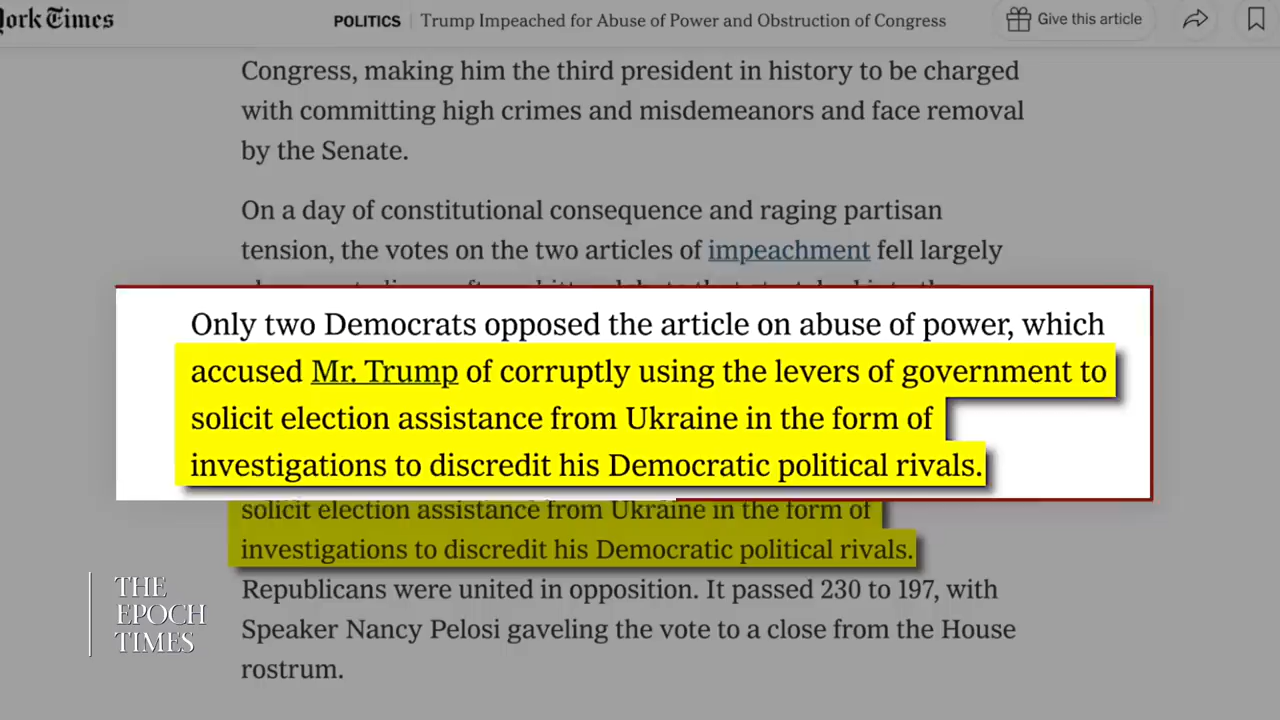 York Times
POLITICS Trump Impeached for Abuse of Power and Obstruction of Congress
Give this article
Congress, making him the third president in history to be charged
with committing high crimes and misdemeanors and face removal
by the Senate.
On a day of constitutional consequence and raging partisan
tension, the votes on the two articles of impeachment fell largely
Only two Democrats opposed the article on abuse of power, which
accused Mr. Trump of corruptly using the levers of government to
solicit election assistance from Ukraine in the form of
investigations to discredit his Democratic political rivals.
solicit election assistance from Ukraine in the form of
investigations to discredit his Democratic political rivals.
Republicans were united in opposition. It passed 230 to 197, with
Speaker Nancy Pelosi gaveling the vote to a close from the House
rostrum.
THE
EPOCH
TIMES